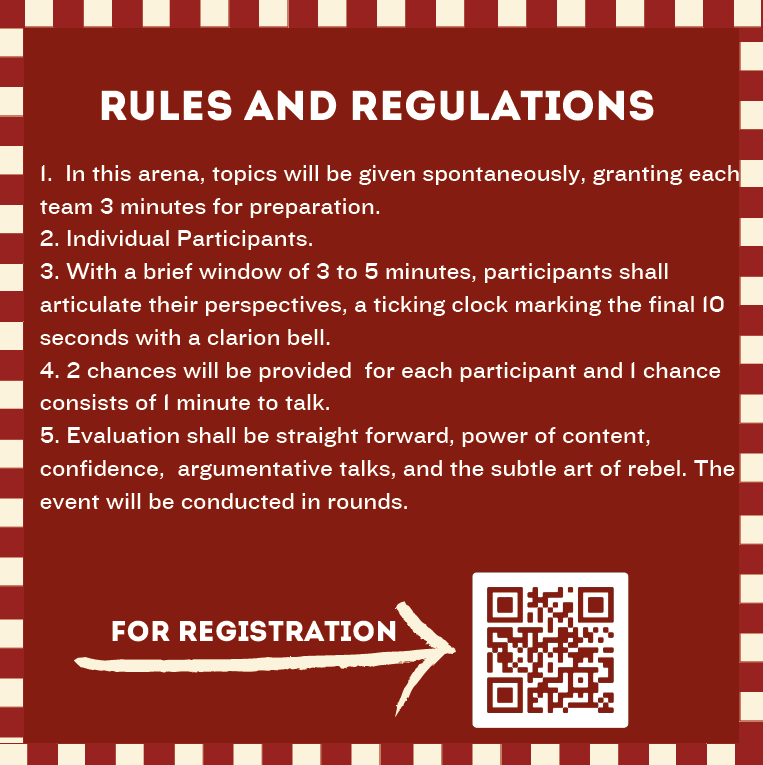 RULES AND REGULATIONS
1.  In this arena, topics will be given spontaneously, granting each
team 3 minutes for preparation.
2. Individual Participants.
3. With a brief window of 3 to 5 minutes, participants shall
articulate their perspectives, a ticking clock marking the final 10
seconds with a clarion bell.
4. 2 chances will be provided  for each participant and 1 chance
consists of 1 minute to talk.
5. Evaluation shall be straight forward, power of content,
confidence,  argumentative talks, and the subtle art of rebel. The
event will be conducted in rounds.
FOR REGISTRATION